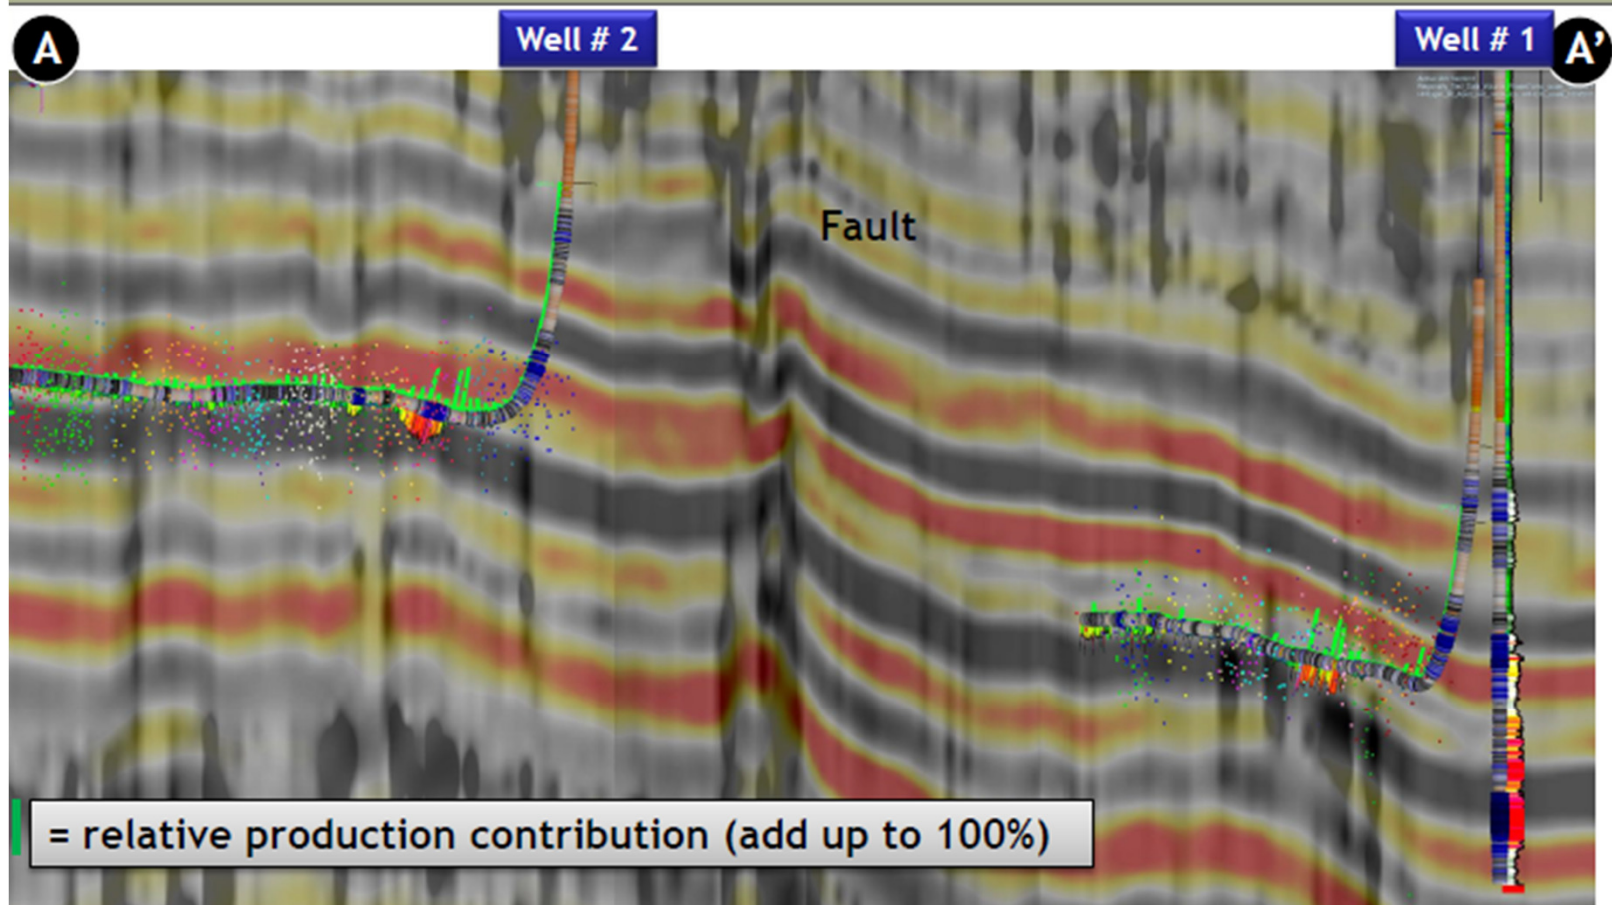 A
Well # 2
Well # 1
A’
Fault
= relative production contribution (add up to 100%)